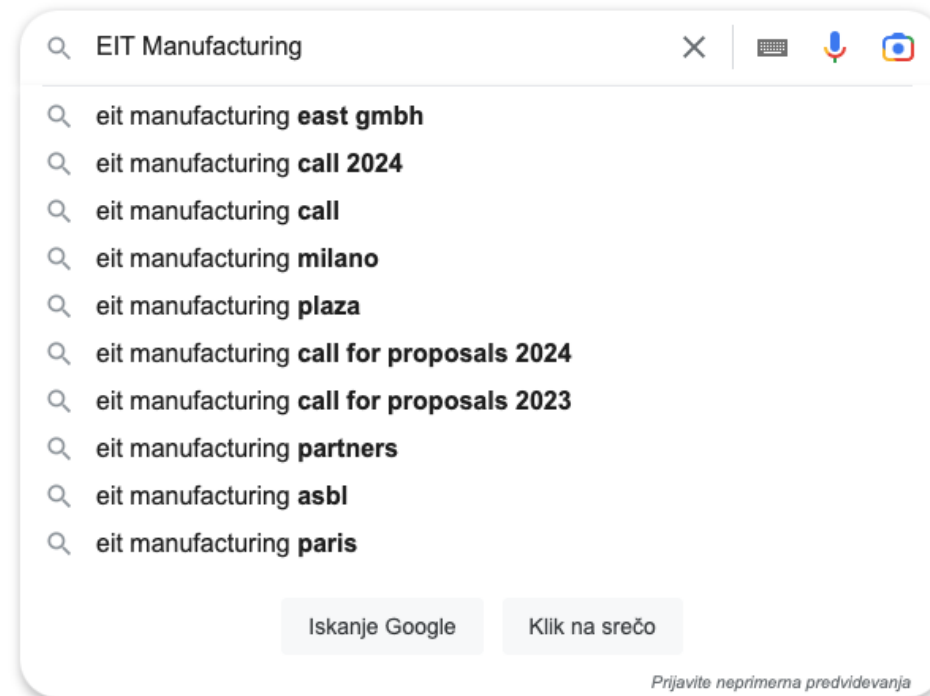 EIT Manufacturing
eit manufacturing east gmbh
eit manufacturing call 2024
eit manufacturing call
eit manufacturing milano
eit manufacturing plaza
eit manufacturing call for proposals 2024
eit manufacturing call for proposals 2023
eit manufacturing partners
eit manufacturing asbl
eit manufacturing paris
Iskanje Google Klik na srečo
Prijavite neprimerna predvidevanja